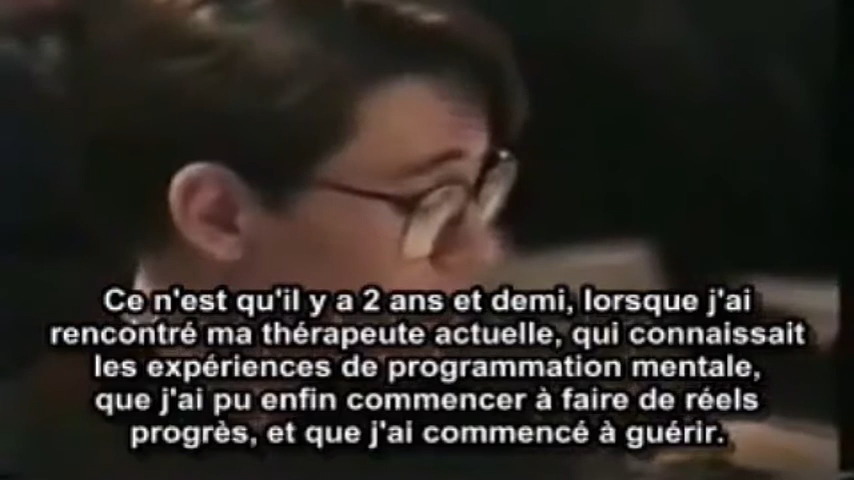 Ce n'est qu'il y a 2 ans et demi, lorsque j'ai
rencontré ma thérapeute actuelle, qui connaissait
les expériences de programmation mentale,
que j'ai pu enfin commencer à faire de réels
progrès, et que j'ai commencé à guérir.